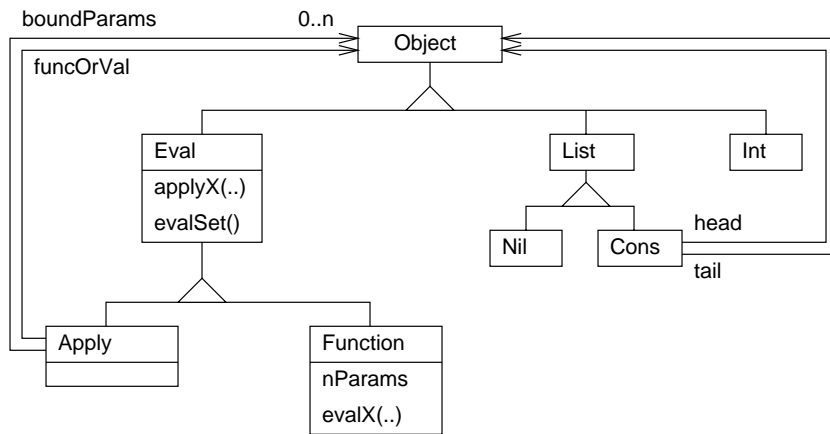 boundParams 0..n
Object
funcOrVal
Eval
List
Int
applyX(..)
evalSet()
Nil
Cons
head
tail
Apply
Function
nParams
evalX(..)